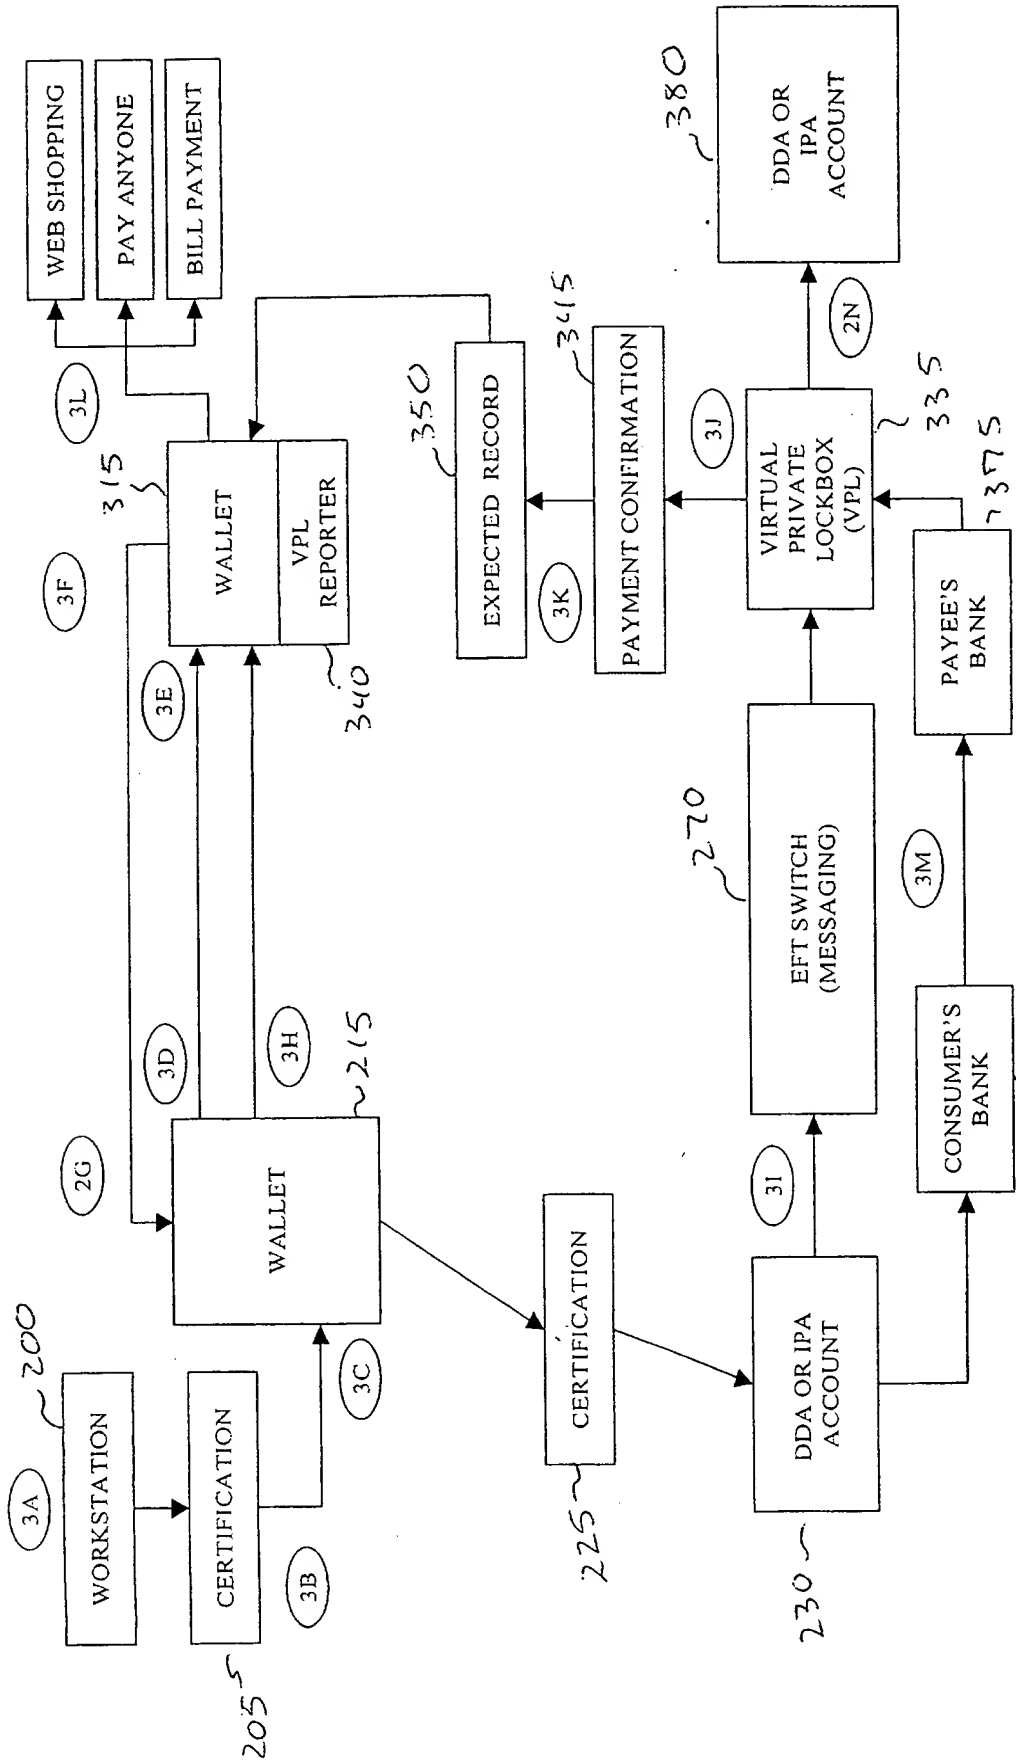 3A
WORKSTATION
200
CERTIFICATION
205
3B
3C
2G
WALLET
215
3D
3H
3E
3F
WALLET
315
VPL
REPORTER
340
3L
WEB SHOPPING
PAY ANYONE
BILL PAYMENT
CERTIFICATION
225
DDA OR IPA
ACCOUNT
230
3I
EFT SWITCH
(MESSAGING)
270
CONSUMER'S
BANK
3M
PAYEE'S
BANK
375
VIRTUAL
PRIVATE
LOCKBOX
(VPL)
335
3J
PAYMENT CONFIRMATION
345
3K
EXPECTED RECORD
350
2N
DDA OR
IPA
ACCOUNT
380